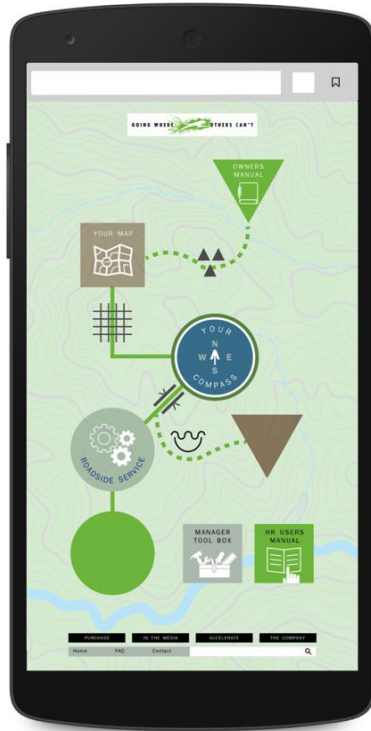 GOING WHERE OTHERS CAN'T
OWNERS
MANUAL
YOUR MAP
YOUR
N
W E
S
COMPASS
ROADSIDE SERVICE
MANAGER
TOOL BOX
HR USERS
MANUAL
PURCHASE IN THE MEDIA ACCELERATE THE COMPANY
Home FAQ Contact